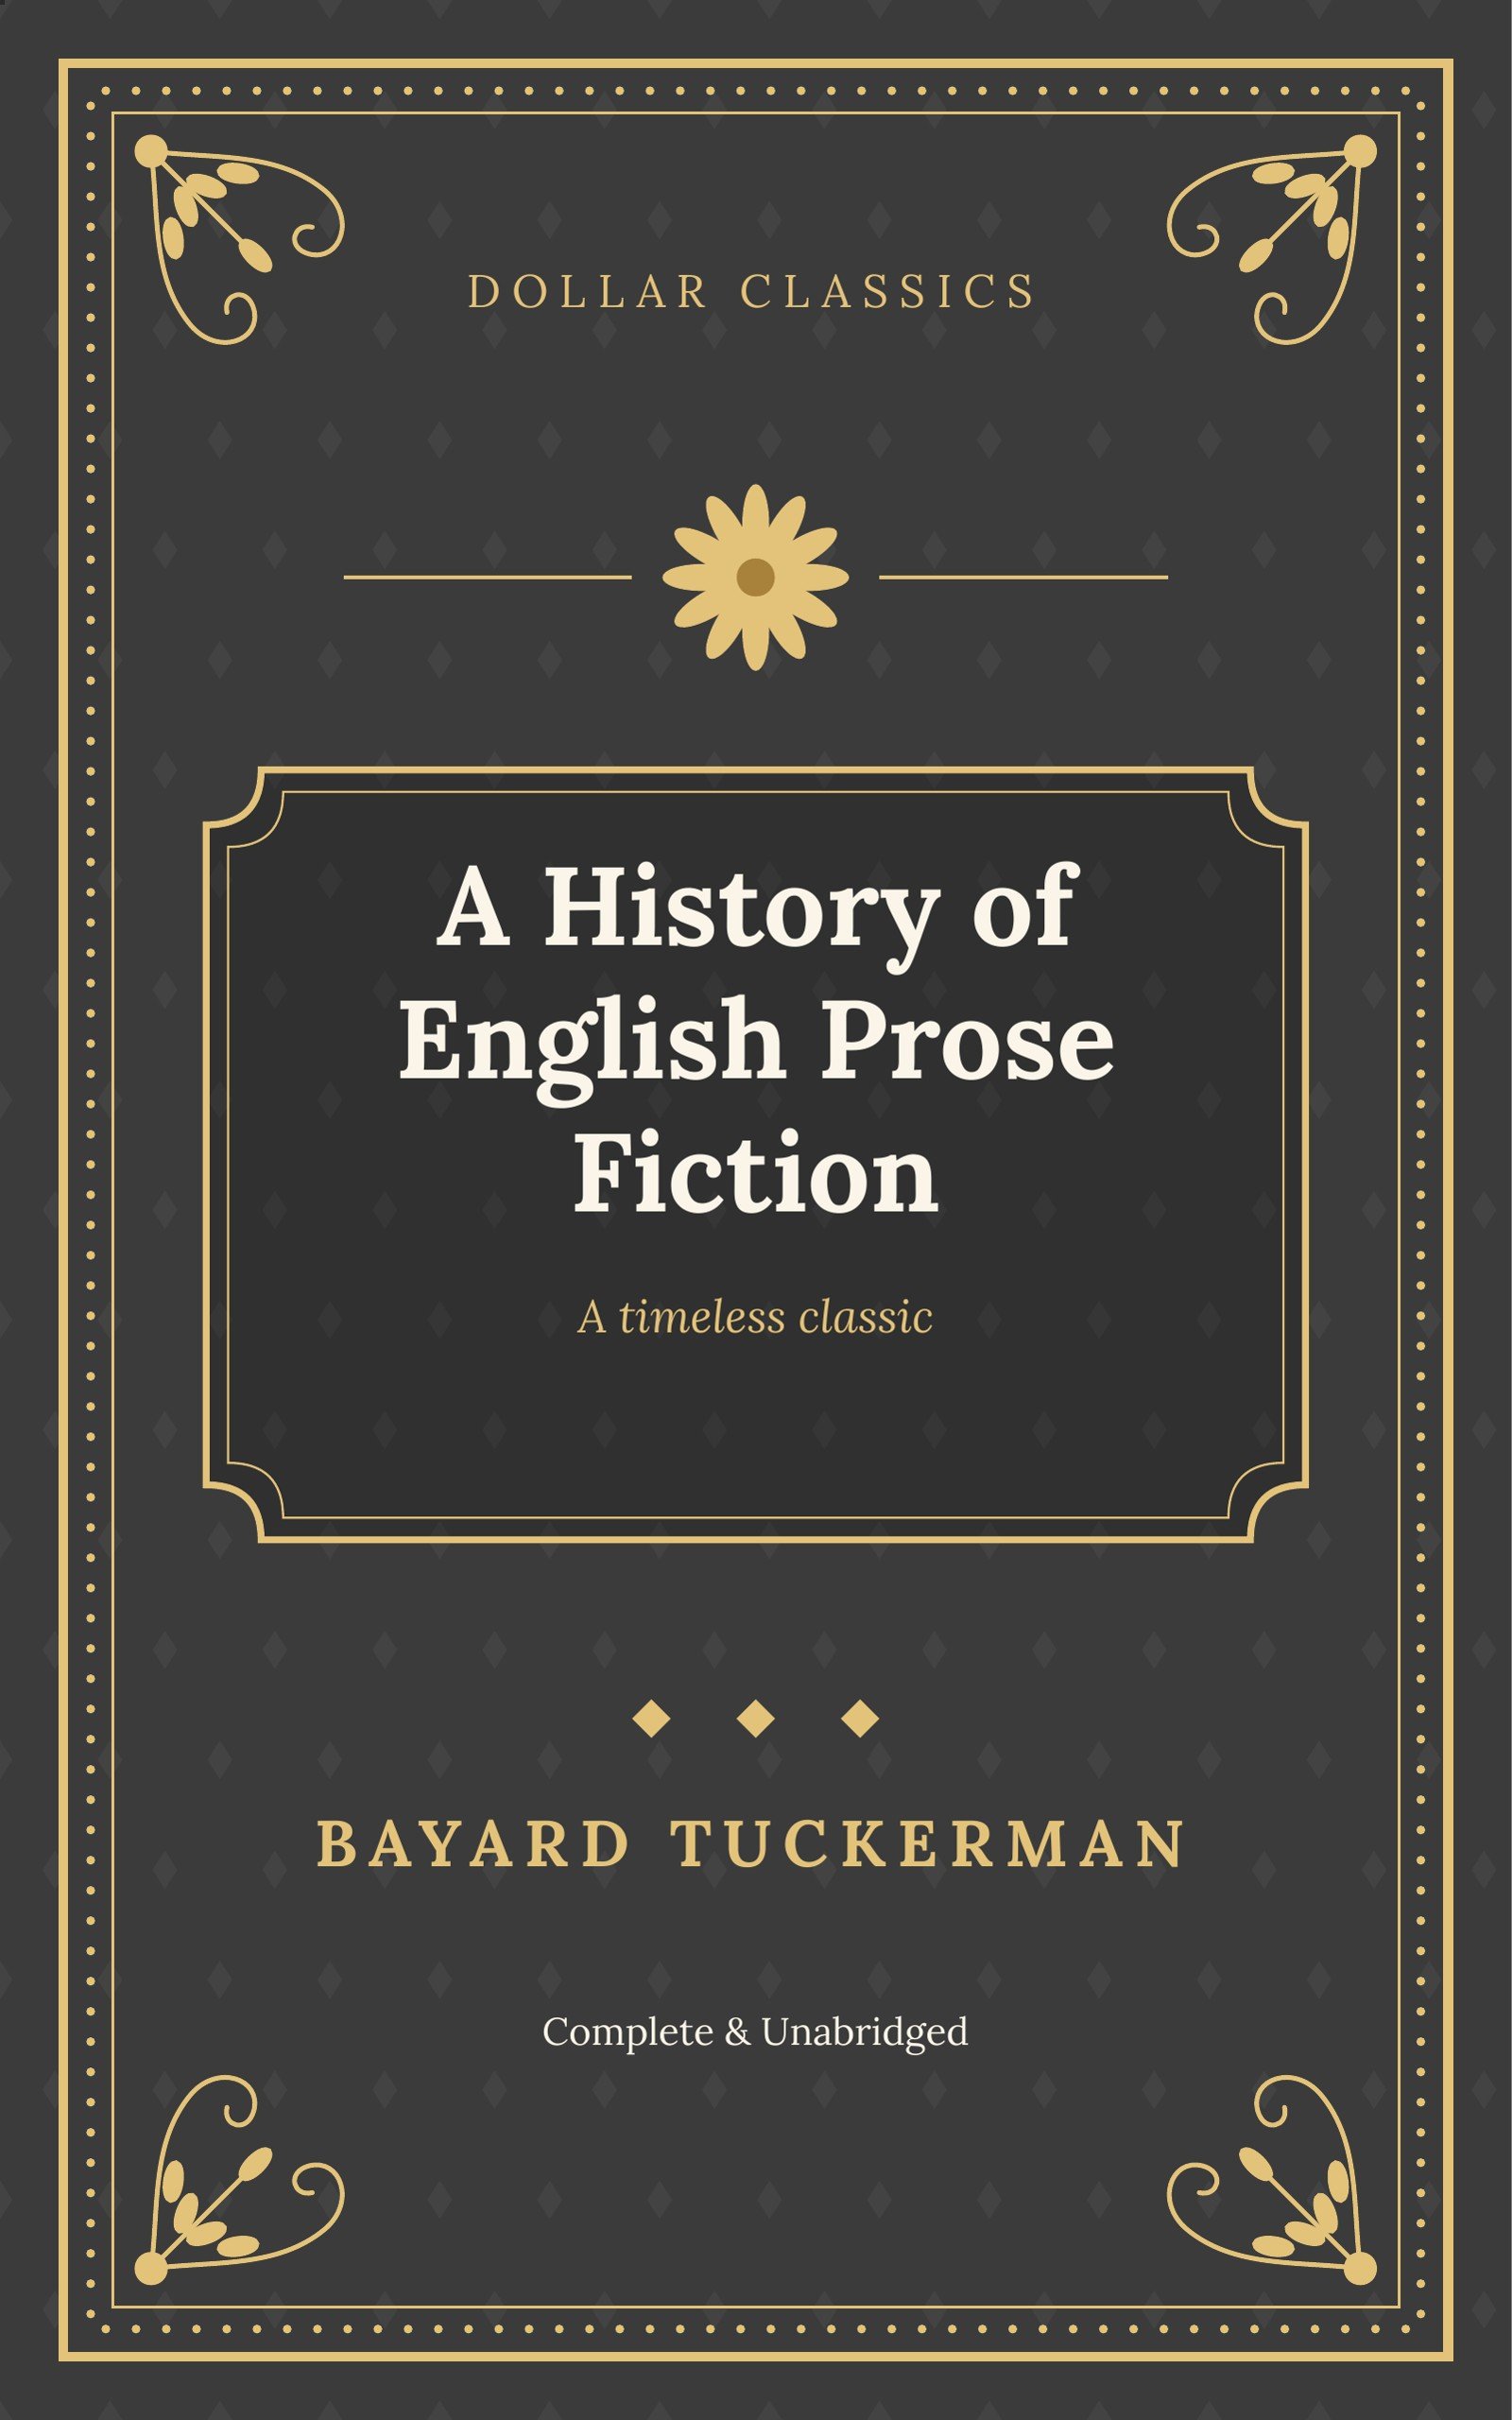 DOLLAR CLASSICS
A History of
English Prose
Fiction
A timeless classic
BAYARD TUCKERMAN
Complete & Unabridged